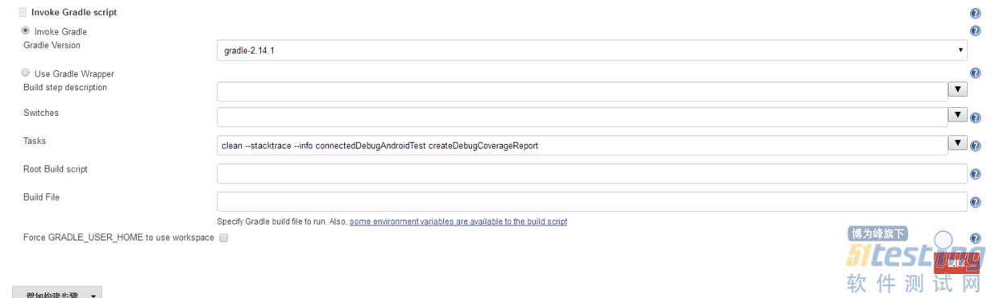 Invoke Gradle script
Invoke Gradle
Gradle Version
gradle-2.14.1
Use Gradle Wrapper
Build step description
Switches
Tasks
clean --stacktrace --info connectedDebugAndroidTest createDebugCoverageReport
Root Build script
Build File
Specify Gradle build file to run. Also, some environment variables are available to the build script
Force GRADLE_USER_HOME to use workspace
博为峰旗下
51testing
删除
软件测试网
增加构建步骤